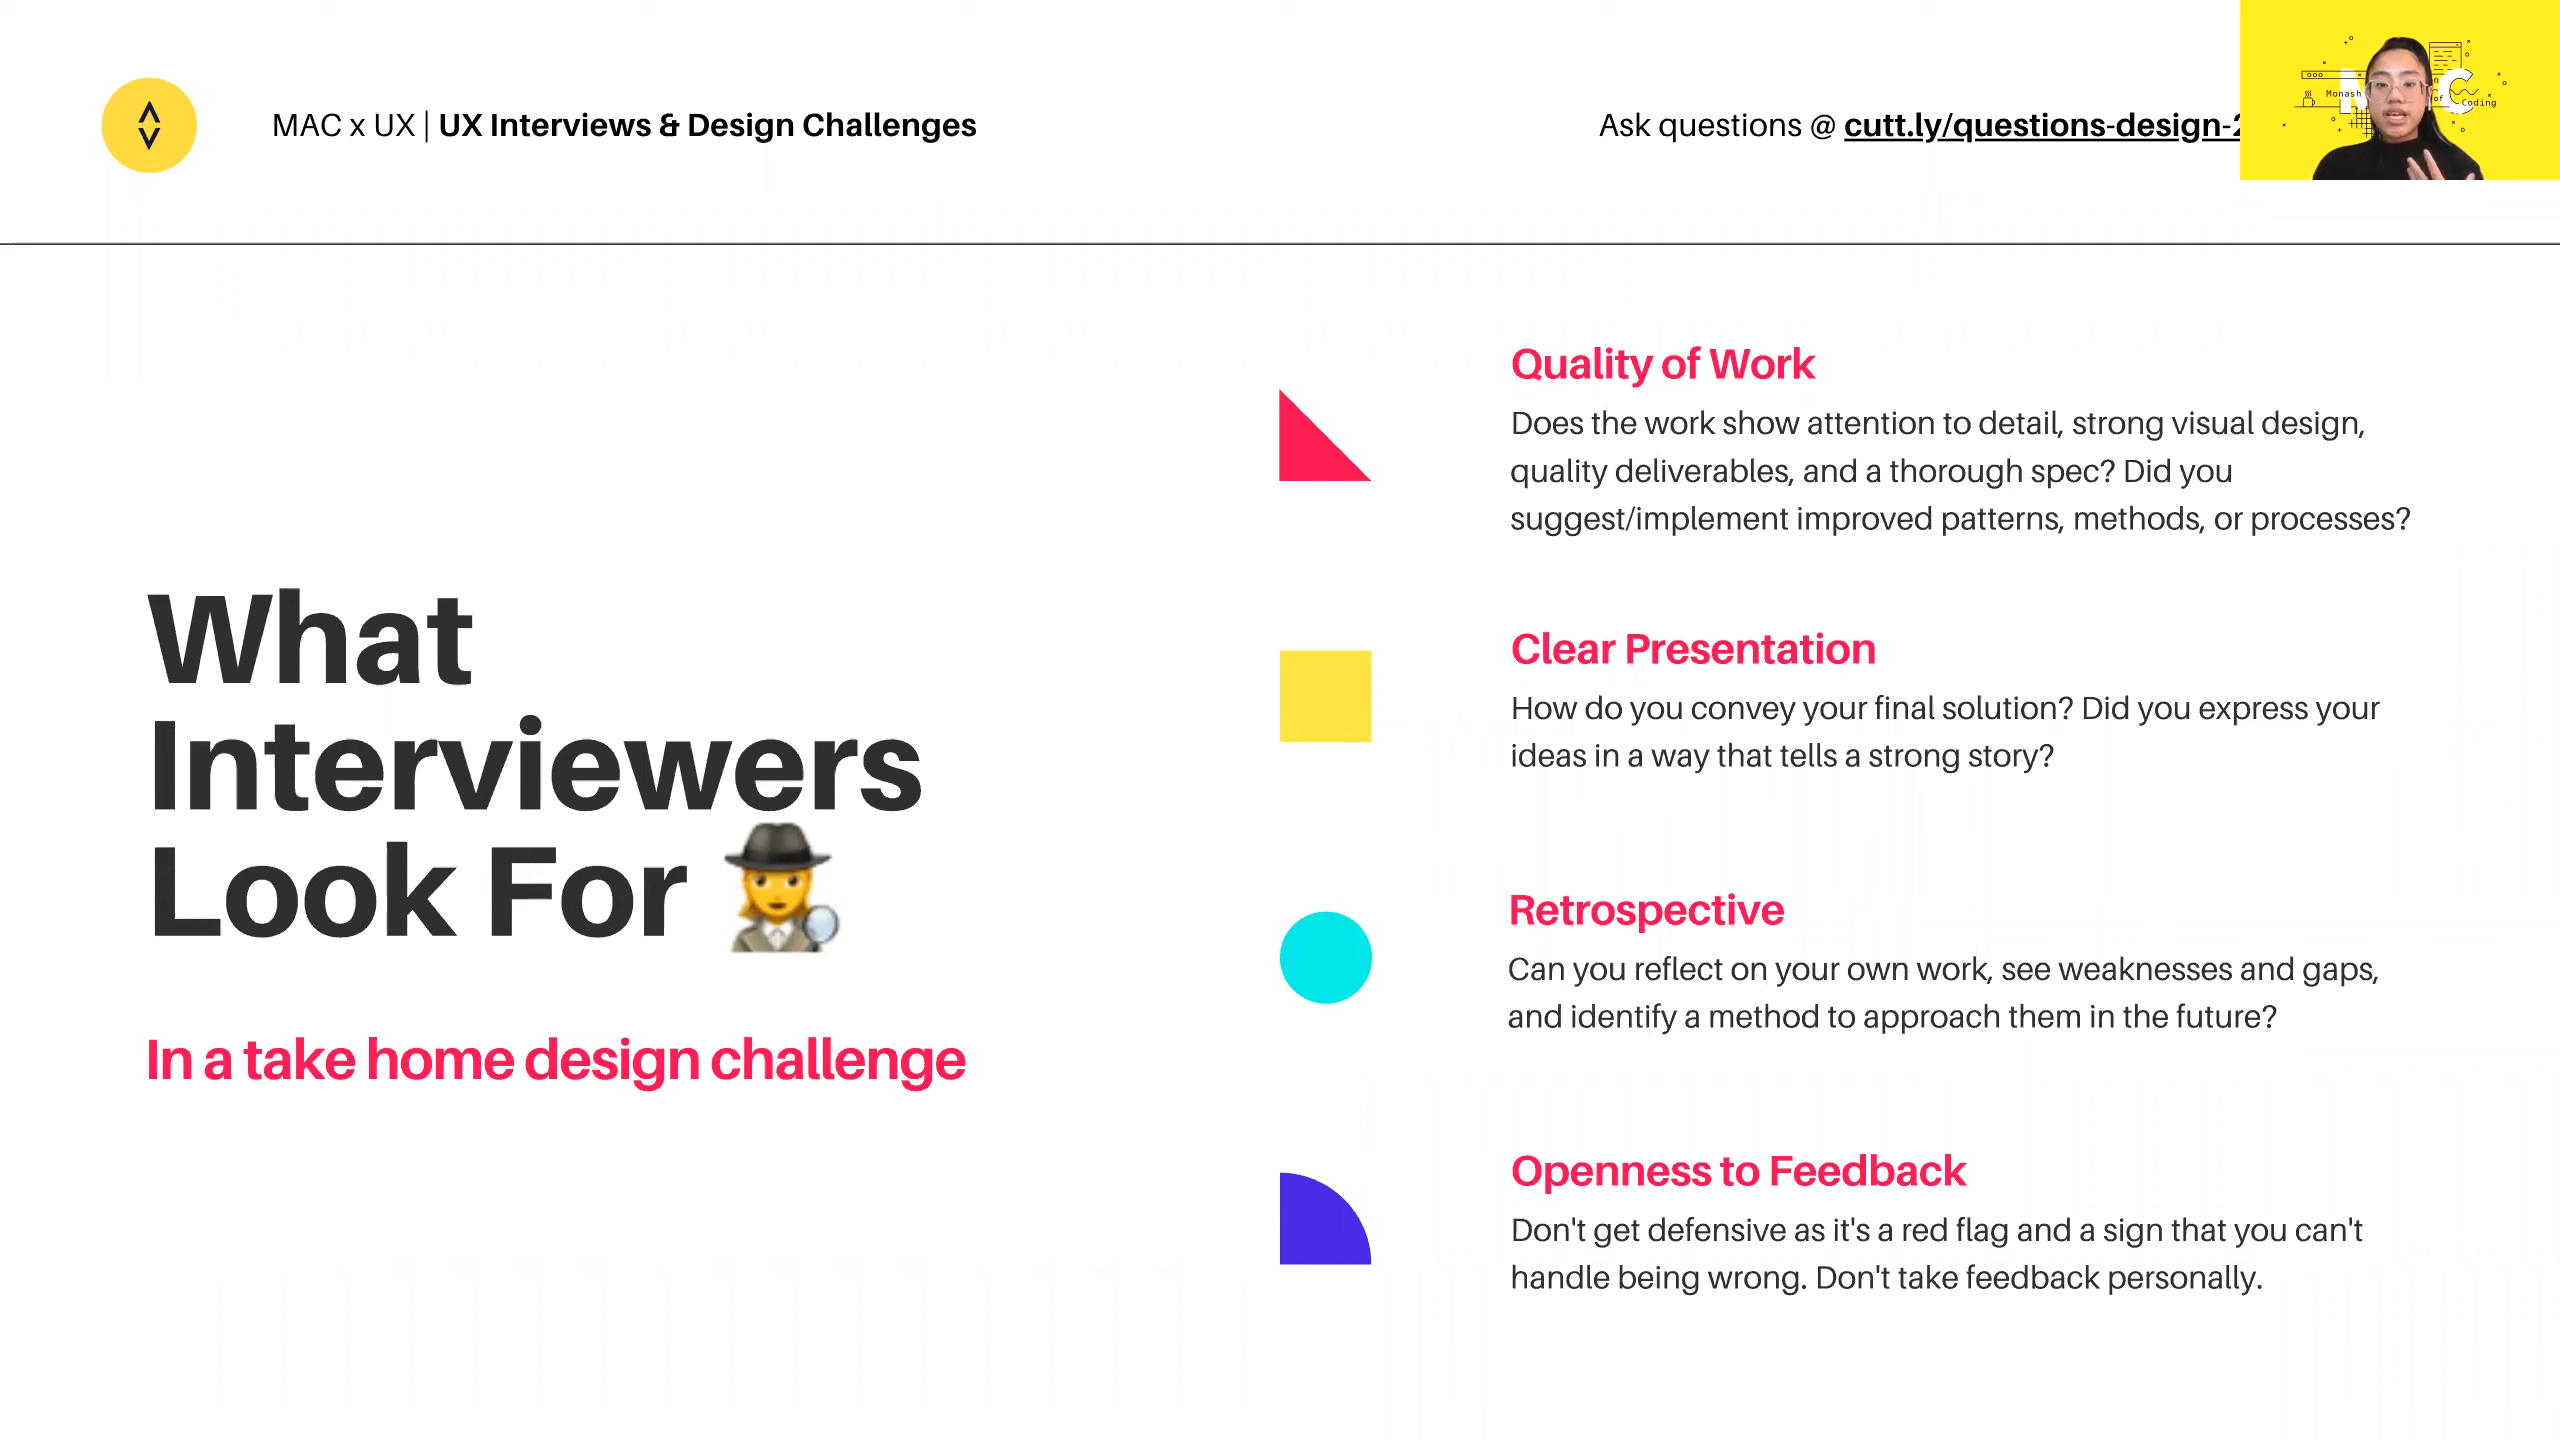 MAC x UX | UX Interviews & Design Challenges
Ask questions @ cutt.ly/questions-design-2
Monash
of Coding
What
Interviewers
Look For
In a take home design challenge
Quality of Work
Does the work show attention to detail, strong visual design,
quality deliverables, and a thorough spec? Did you
suggest/implement improved patterns, methods, or processes?
Clear Presentation
How do you convey your final solution? Did you express your
ideas in a way that tells a strong story?
Retrospective
Can you reflect on your own work, see weaknesses and gaps,
and identify a method to approach them in the future?
Openness to Feedback
Don't get defensive as it's a red flag and a sign that you can't
handle being wrong. Don't take feedback personally.